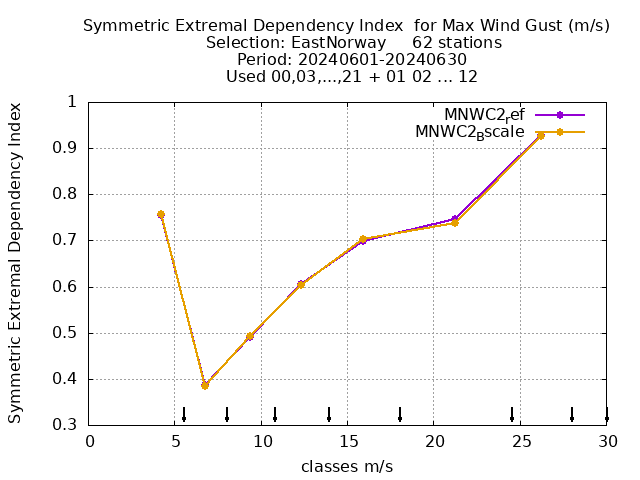 Symmetric Extremal Dependency Index  for Max Wind Gust (m/s)
Selection: EastNorway     62 stations
Period: 20240601-20240630
Used 00,03,...,21 + 01 02 ... 12
Symmetric Extremal Dependency Index
1
0.9
0.8
0.7
0.6
0.5
0.4
0.3
MNWC2ref
MNWC2Bscale
0 5 10 15 20 25 30
classes m/s